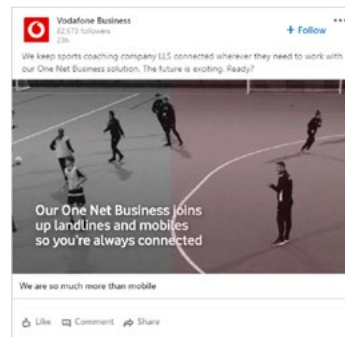 Vodafone Business
82,673 followers
23h
+ Follow
We keep sports coaching company LLS connected wherever they need to work with
our One Net Business solution. The future is exciting. Ready?
Our One Net Business joins
up landlines and mobiles
so you're always connected
We are so much more than mobile
Like Comment Share